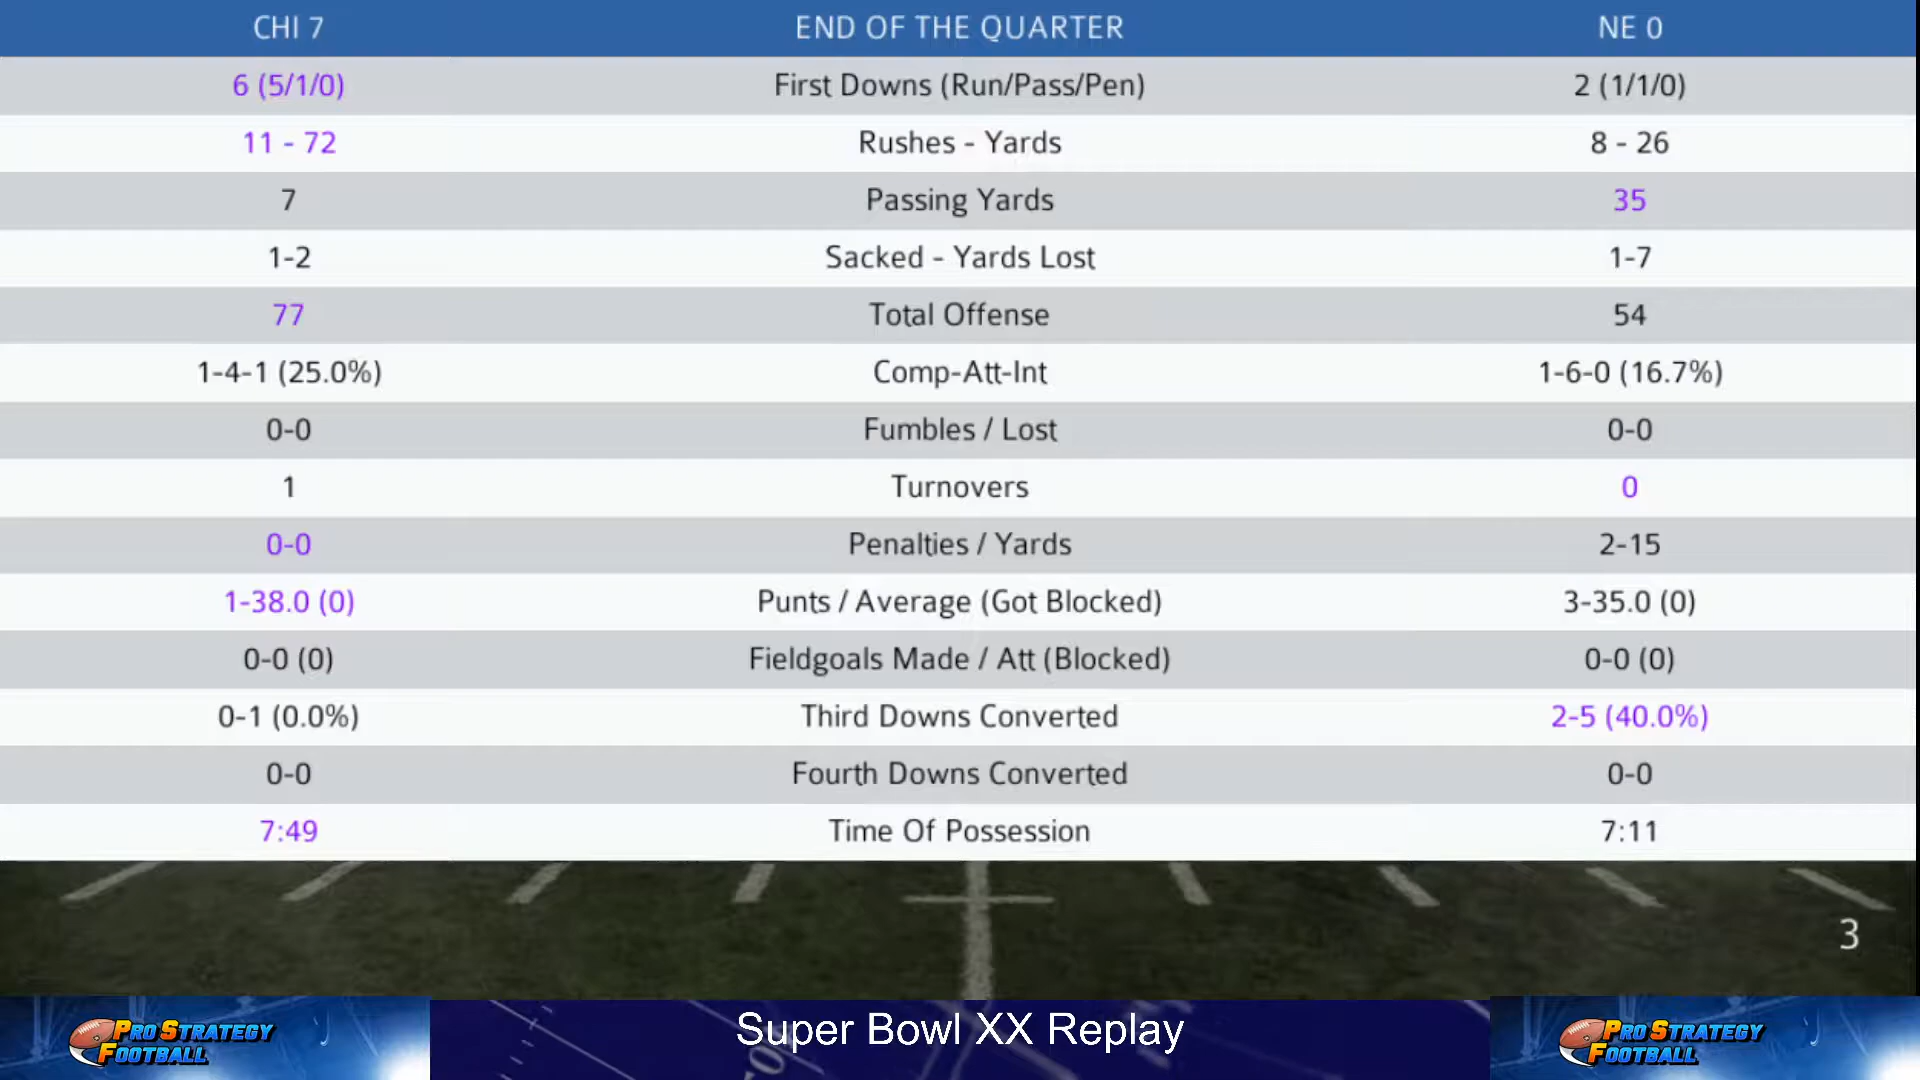 CHI 7 END OF THE QUARTER NE 0
6 (5/1/0) First Downs (Run/Pass/Pen) 2 (1/1/0)
11 - 72 Rushes - Yards 8 - 26
7 Passing Yards 35
1-2 Sacked - Yards Lost 1-7
77 Total Offense 54
1-4-1 (25.0%) Comp-Att-Int 1-6-0 (16.7%)
0-0 Fumbles / Lost 0-0
1 Turnovers 0
0-0 Penalties / Yards 2-15
1-38.0 (0) Punts / Average (Got Blocked) 3-35.0 (0)
0-0 (0) Fieldgoals Made / Att (Blocked) 0-0 (0)
0-1 (0.0%) Third Downs Converted 2-5 (40.0%)
0-0 Fourth Downs Converted 0-0
7:49 Time Of Possession 7:11
3
PRO STRATEGY
FOOTBALL
Super Bowl XX Replay
PRO STRATEGY
FOOTBALL